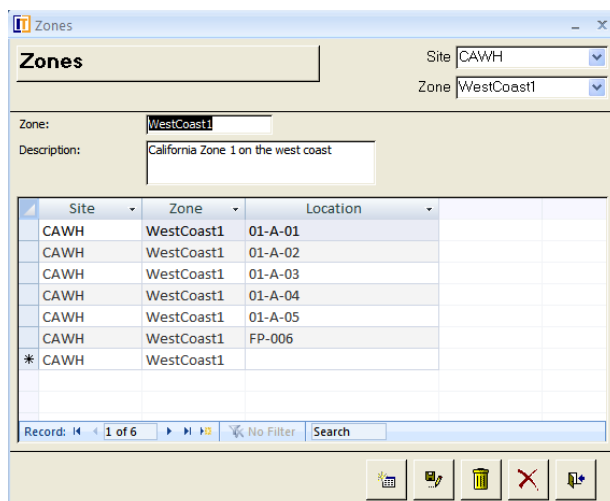 Zones
Zones
Site CAWH
Zone WestCoast1
Zone: WestCoast1
Description: California Zone 1 on the west coast
Site Zone Location
CAWH WestCoast1 01-A-01
CAWH WestCoast1 01-A-02
CAWH WestCoast1 01-A-03
CAWH WestCoast1 01-A-04
CAWH WestCoast1 01-A-05
CAWH WestCoast1 FP-006
* CAWH WestCoast1
Record: 1 of 6 No Filter Search